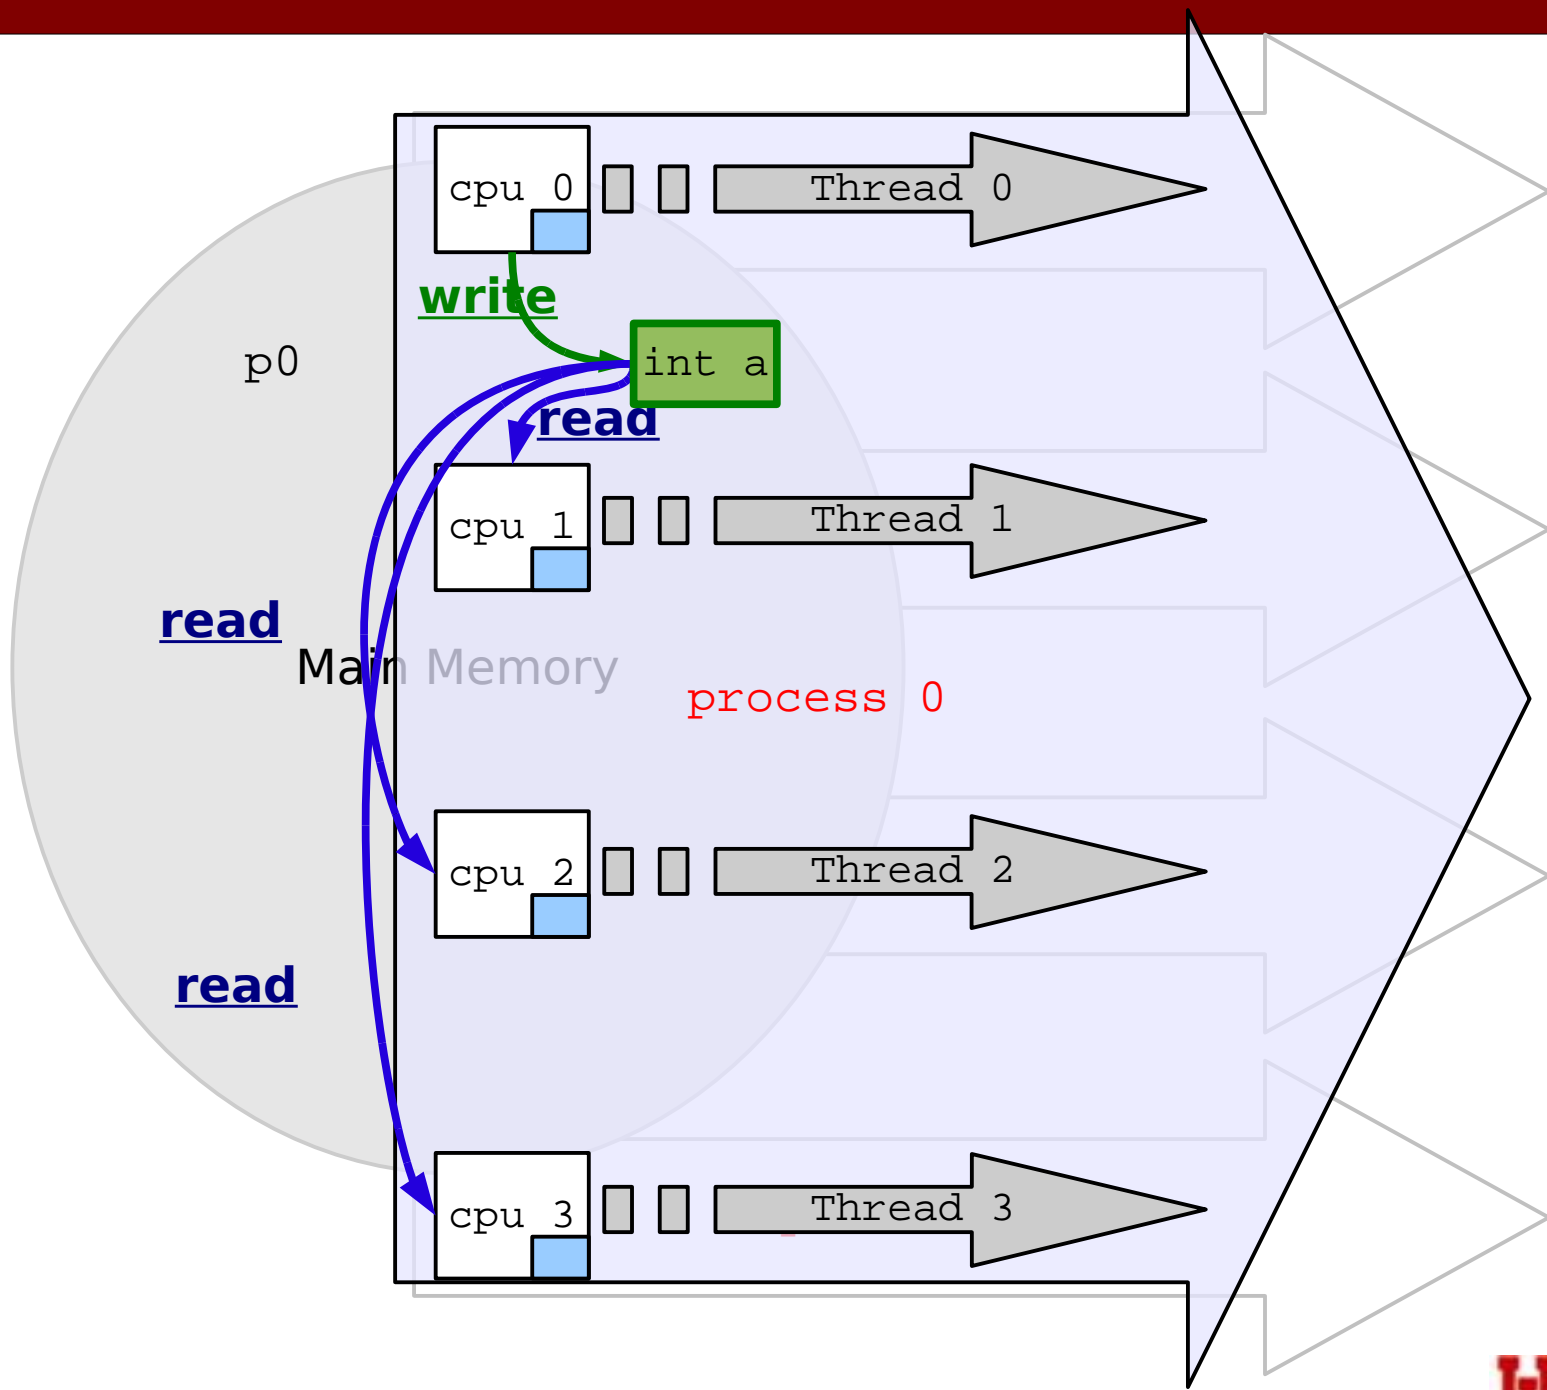 cpu 0
Thread 0
write
p0
int a
read
cpu 1
Thread 1
read
Main Memory
process 0
cpu 2
Thread 2
read
cpu 3
Thread 3